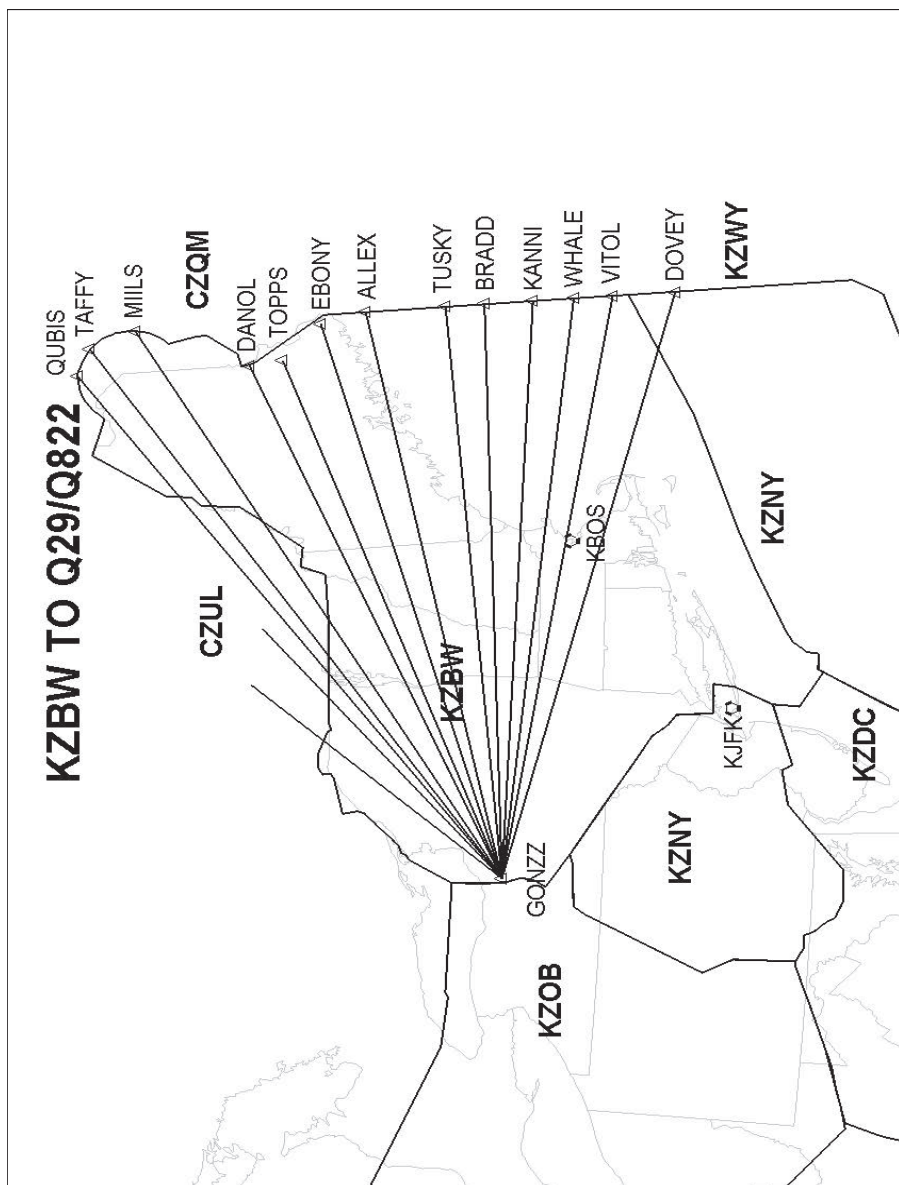 KZBW TO Q29/Q822
QUBIS
TAFFY
MIILS
CZQM
DANOL
TOPPS
EBONY
ALLEX
TUSKY
BRADD
KANNI
WHALE
VITOL
DOVEY
KZWY
CZUL
KZBW
KBOS
KZNY
KJFK
KZDC
GONZZ
KZNY
KZOB